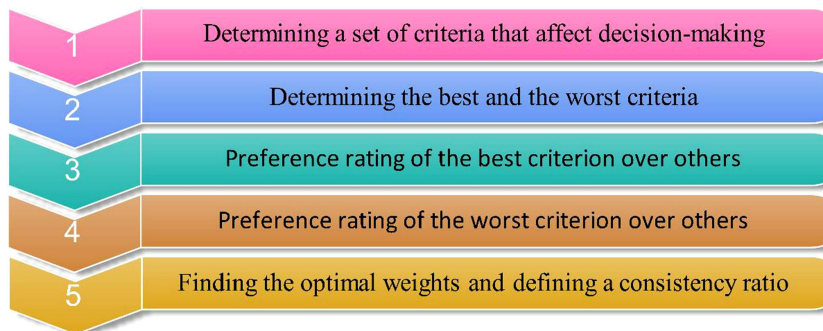 1 Determining a set of criteria that affect decision-making
2 Determining the best and the worst criteria
3 Preference rating of the best criterion over others
4 Preference rating of the worst criterion over others
5 Finding the optimal weights and defining a consistency ratio